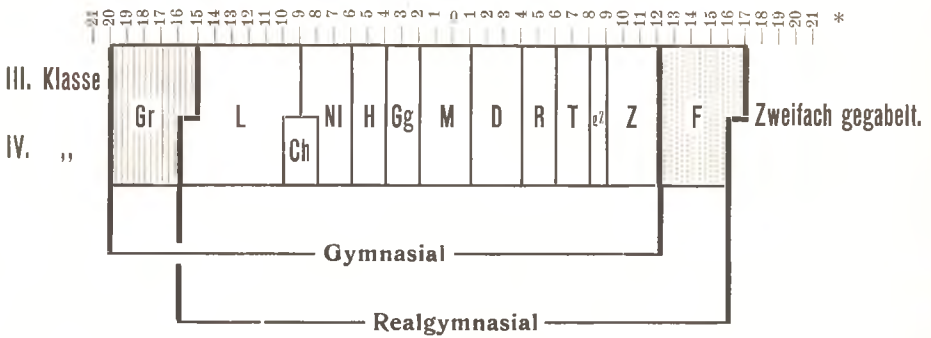 21 20 19 18 17 16 15 14 13 12 11 10 9 8 7 6 5 4 3 2 1 0 1 2 3 4 5 6 7 8 9 10 11 12 13 14 15 16 17 18 19 20 21 *
III. Klasse Gr L Nl H Gg M D R T gZ Z F Zweifach gegabelt.
IV. „ Ch
Gymnasial
Realgymnasial